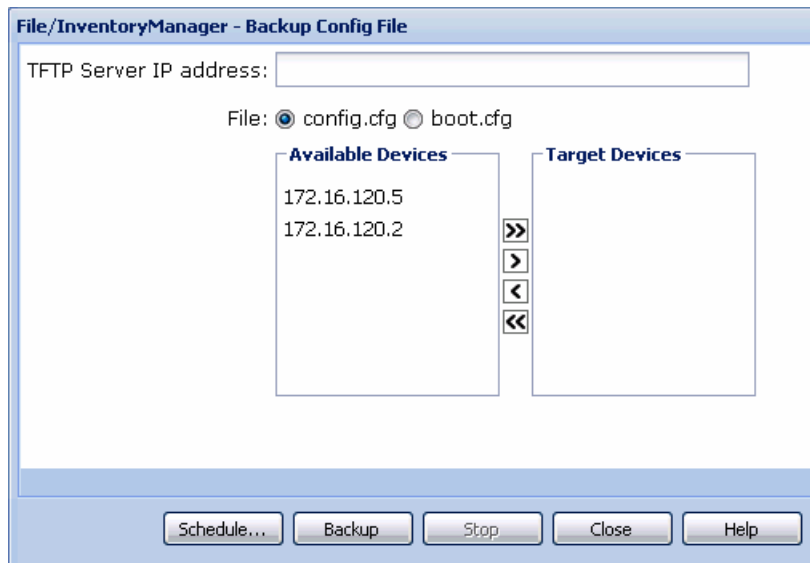 File/InventoryManager - Backup Config File
TFTP Server IP address:
File: config.cfg boot.cfg
Available Devices Target Devices
172.16.120.5
172.16.120.2
>>
>
<
<<
Schedule... Backup Stop Close Help